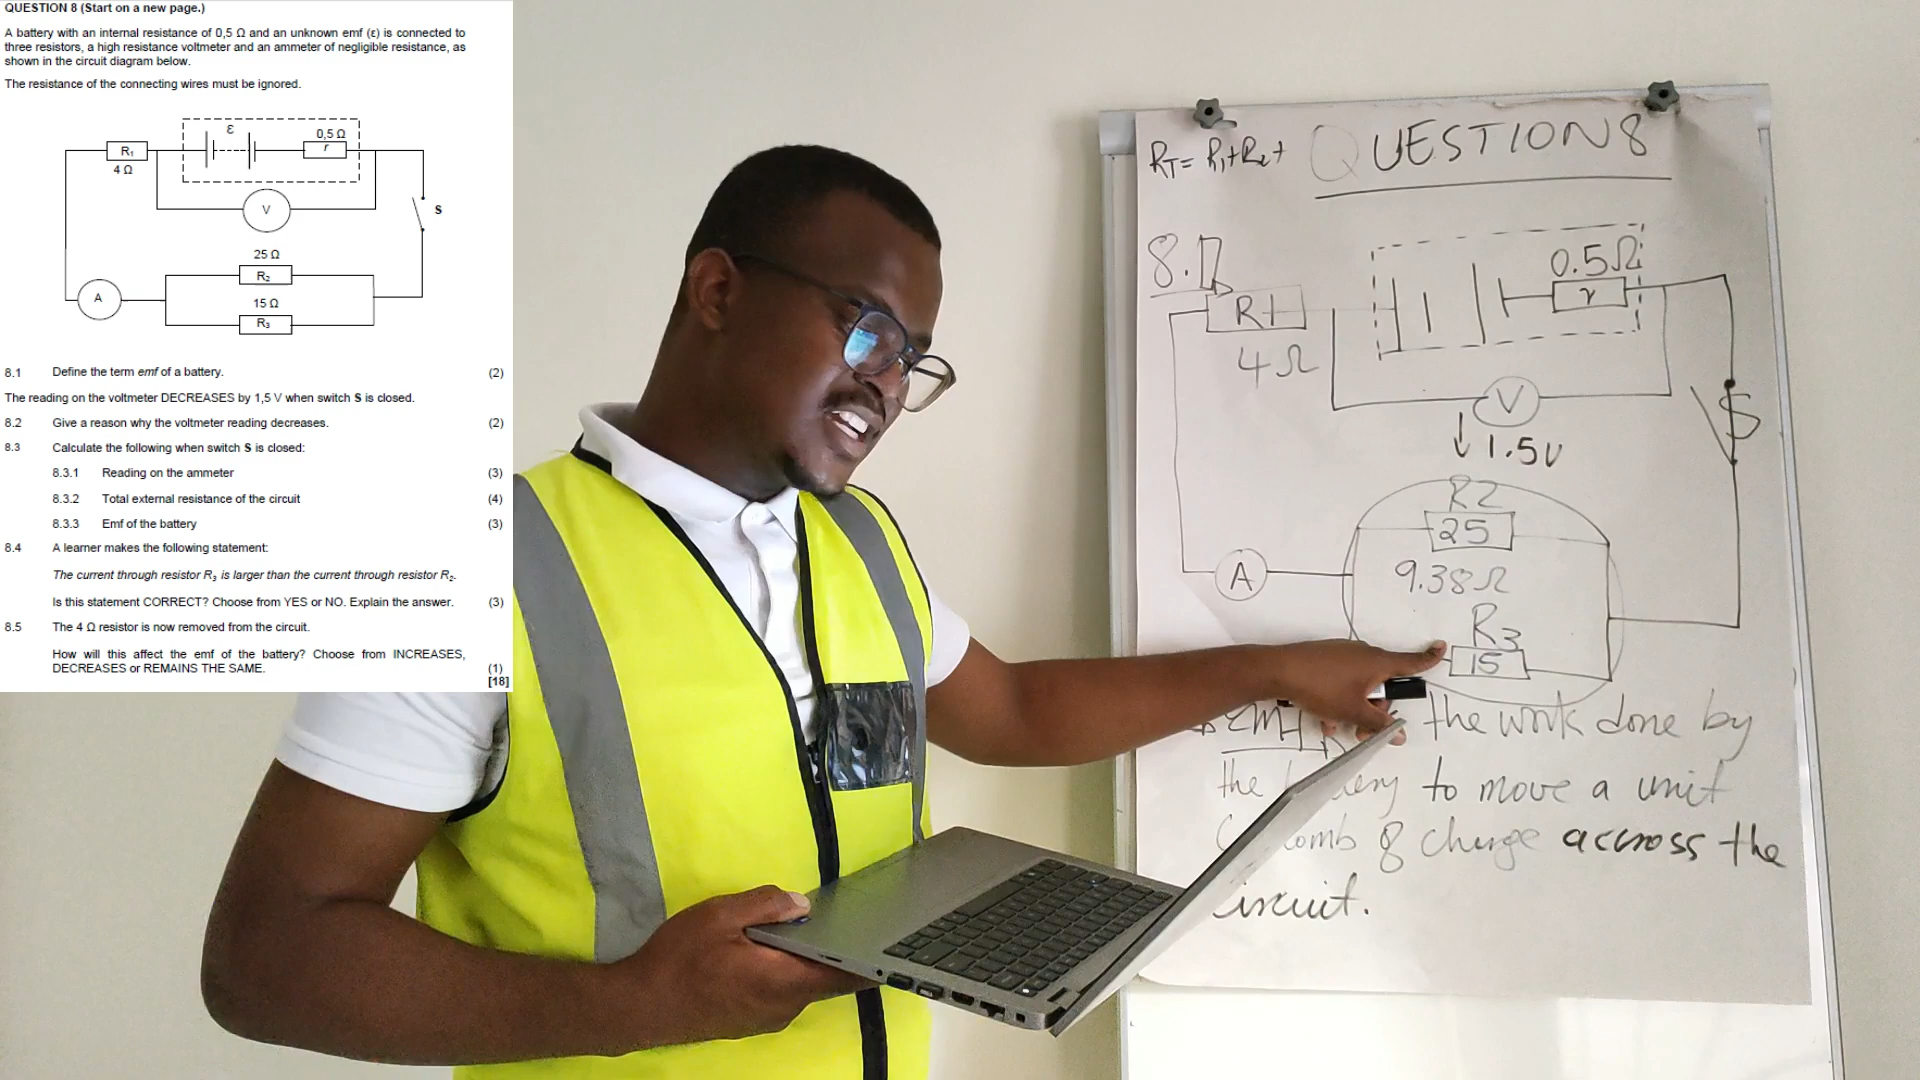 QUESTION 8 (Start on a new page.)
A battery with an internal resistance of 0,5 Ω and an unknown emf (ε) is connected to
three resistors, a high resistance voltmeter and an ammeter of negligible resistance, as
shown in the circuit diagram below.
The resistance of the connecting wires must be ignored.
ε
0,5 Ω
R₁
r
4 Ω
V
S
25 Ω
R₂
A
15 Ω
R₃
8.1 Define the term emf of a battery. (2)
The reading on the voltmeter DECREASES by 1,5 V when switch S is closed.
8.2 Give a reason why the voltmeter reading decreases. (2)
8.3 Calculate the following when switch S is closed:
8.3.1 Reading on the ammeter (3)
8.3.2 Total external resistance of the circuit (4)
8.3.3 Emf of the battery (3)
8.4 A learner makes the following statement:
The current through resistor R₃ is larger than the current through resistor R₂.
Is this statement CORRECT? Choose from YES or NO. Explain the answer. (3)
8.5 The 4 Ω resistor is now removed from the circuit.
How will this affect the emf of the battery? Choose from INCREASES,
DECREASES or REMAINS THE SAME. (1)
[18]
QUESTION 8
RT = R1+R2+
8.1
0.5Ω
R1
r
4Ω
V
S
↓ 1.5V
R2
25
A
9.38Ω
R3
15
the work done by
the to move a unit
of charge accross the
circuit.